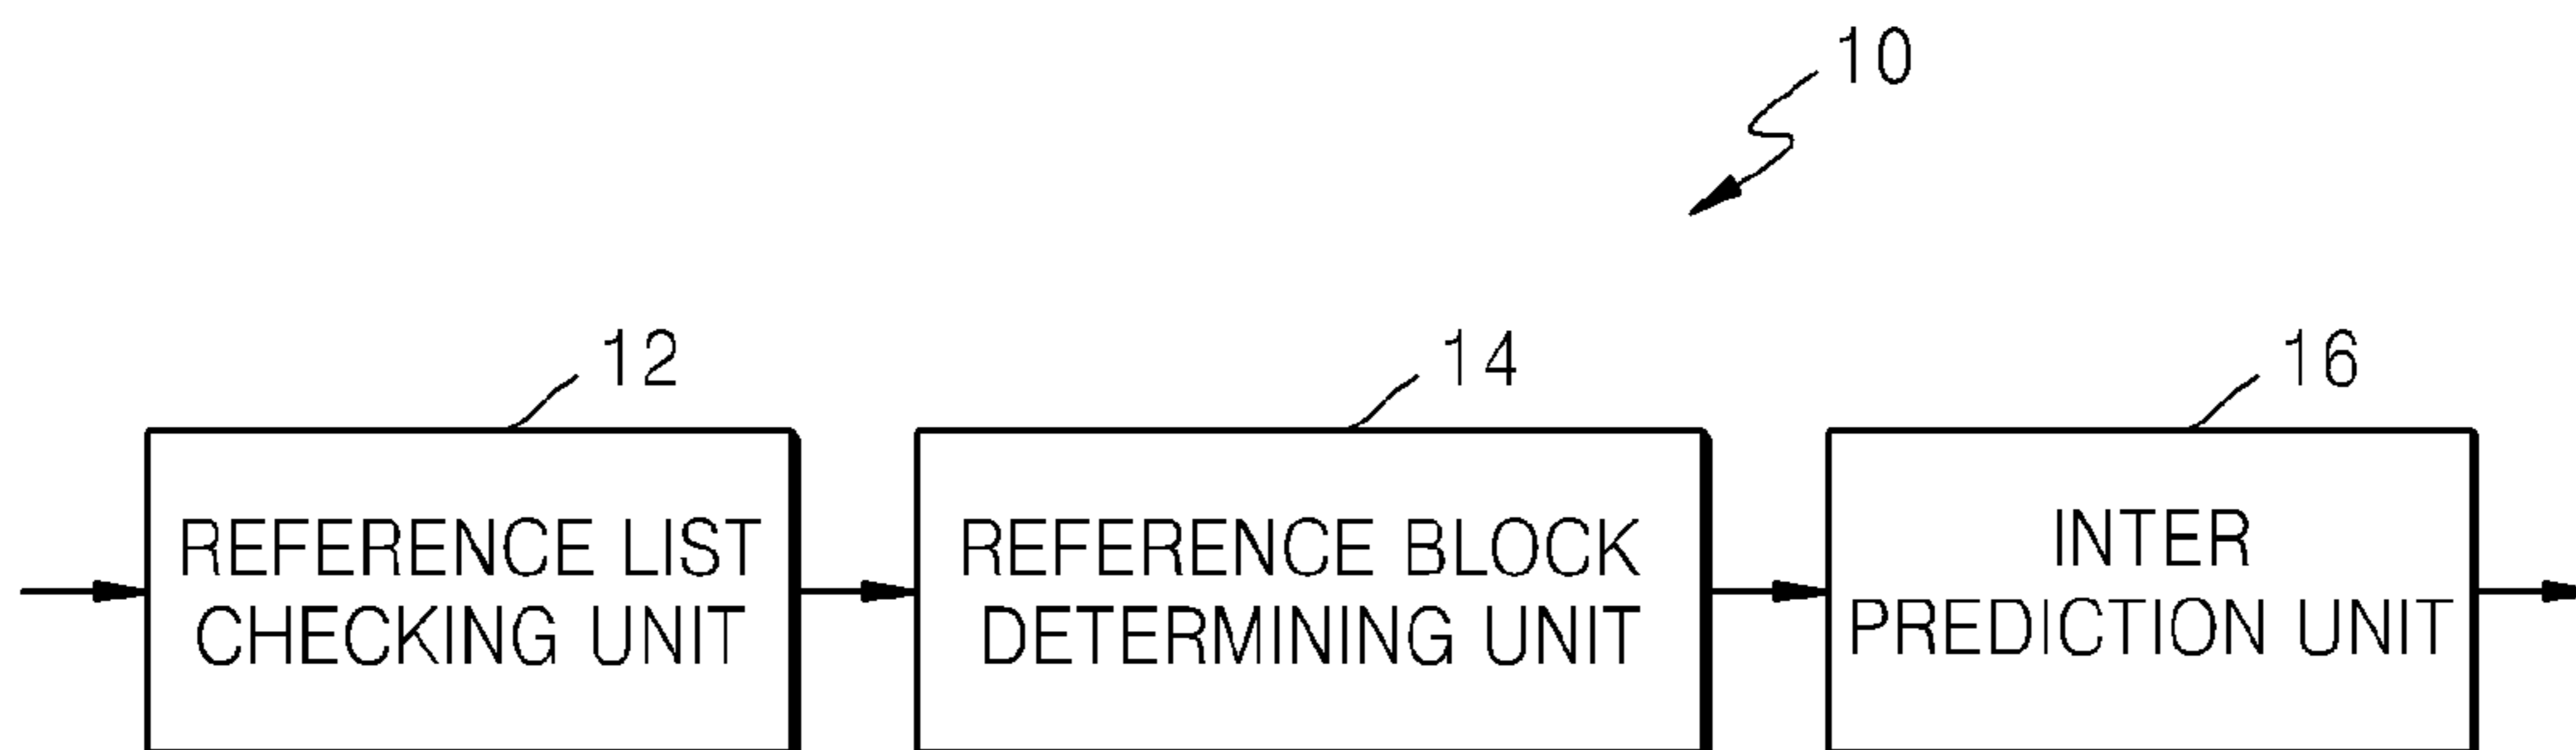 10
12
14
16
REFERENCE LIST
CHECKING UNIT
REFERENCE BLOCK
DETERMINING UNIT
INTER
PREDICTION UNIT